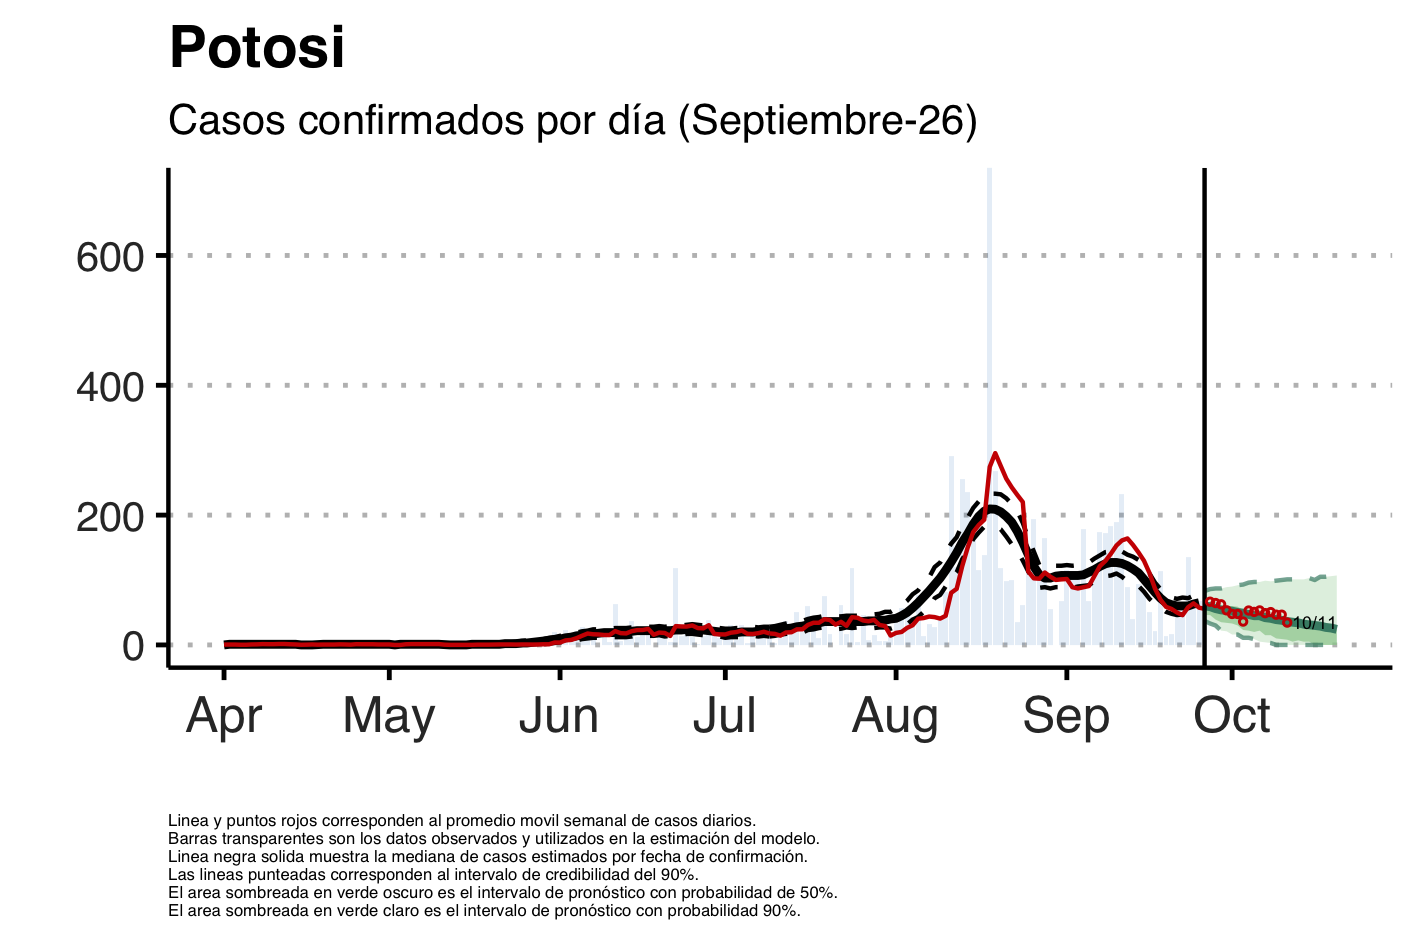 Potosi
Casos confirmados por día (Septiembre-26)
600
400
200
0
10/11
Apr May Jun Jul Aug Sep Oct
Linea y puntos rojos corresponden al promedio movil semanal de casos diarios.
Barras transparentes son los datos observados y utilizados en la estimación del modelo.
Linea negra solida muestra la mediana de casos estimados por fecha de confirmación.
Las lineas punteadas corresponden al intervalo de credibilidad del 90%.
El area sombreada en verde oscuro es el intervalo de pronóstico con probabilidad de 50%.
El area sombreada en verde claro es el intervalo de pronóstico con probabilidad 90%.